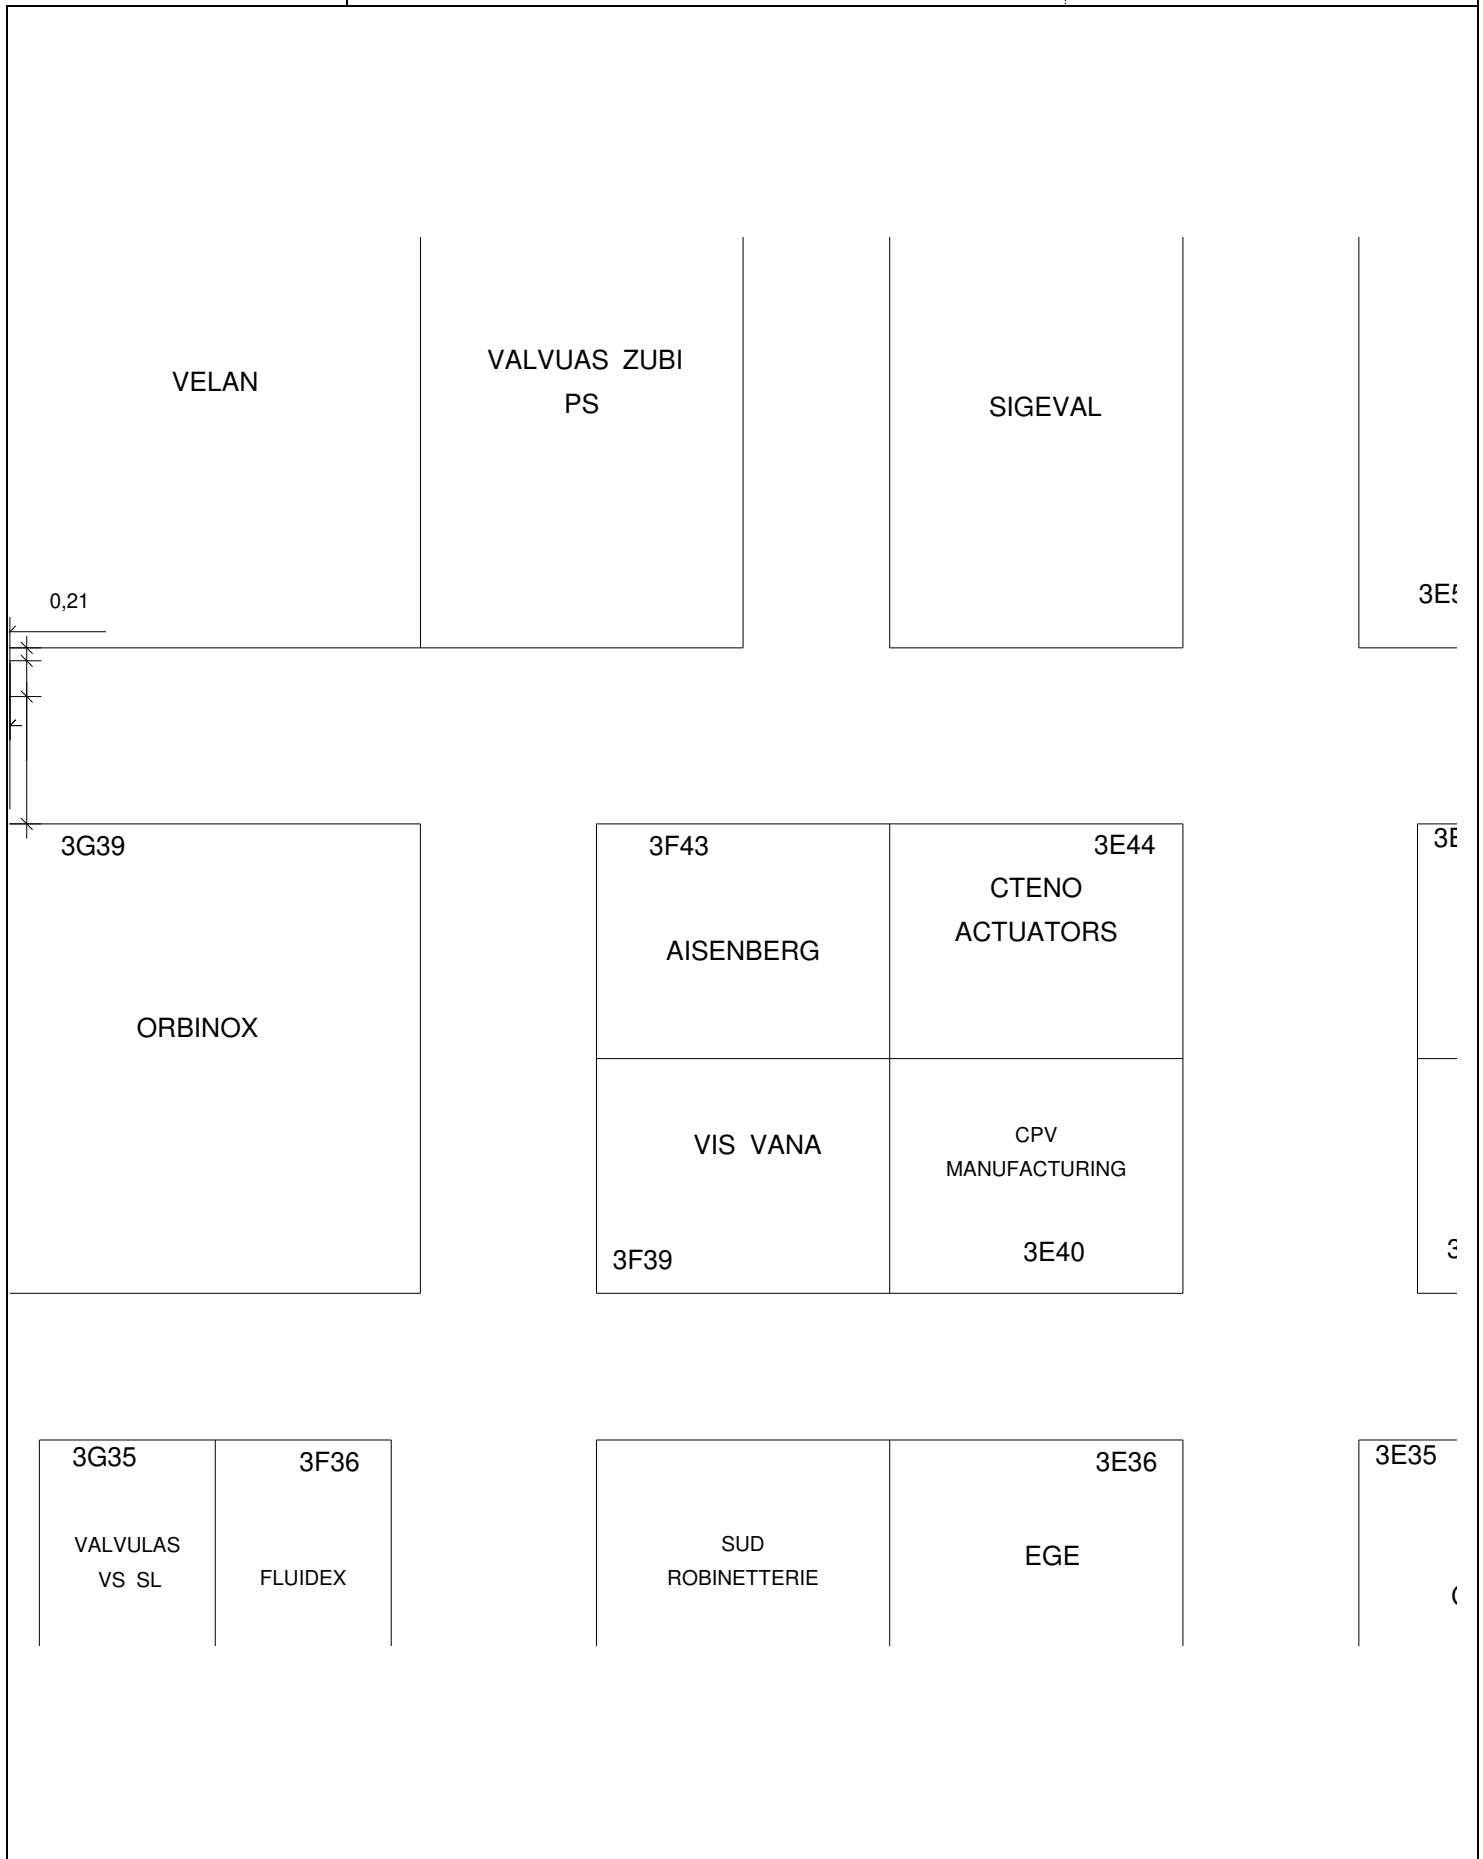 VELAN
VALVUAS ZUBI
PS
SIGEVAL
0,21
3G39
3F43
3E44
CTENO
ACTUATORS
AISENBERG
ORBINOX
VIS VANA
CPV
MANUFACTURING
3F39
3E40
3G35
3F36
3E36
3E35
VALVULAS
VS SL
FLUIDEX
SUD
ROBINETTERIE
EGE